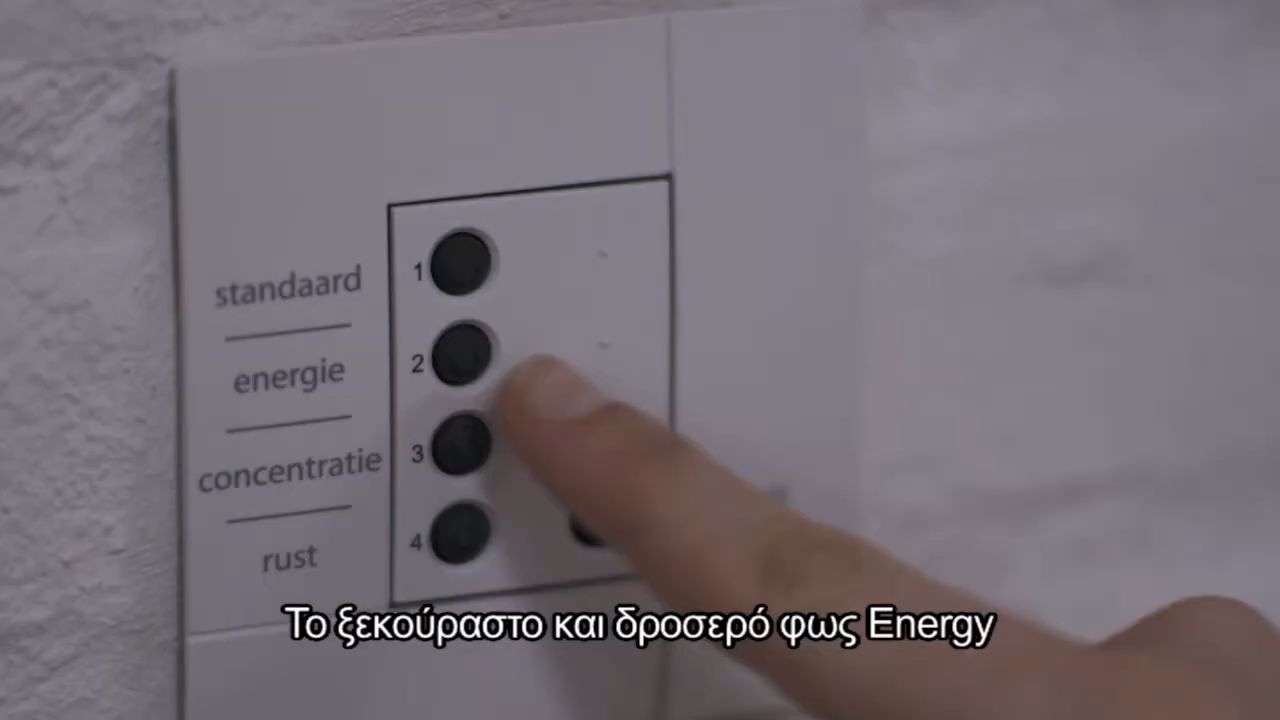 1
standaard
2
energie
3
concentratie
4
rust
Το ξεκούραστο και δροσερό φως Energy